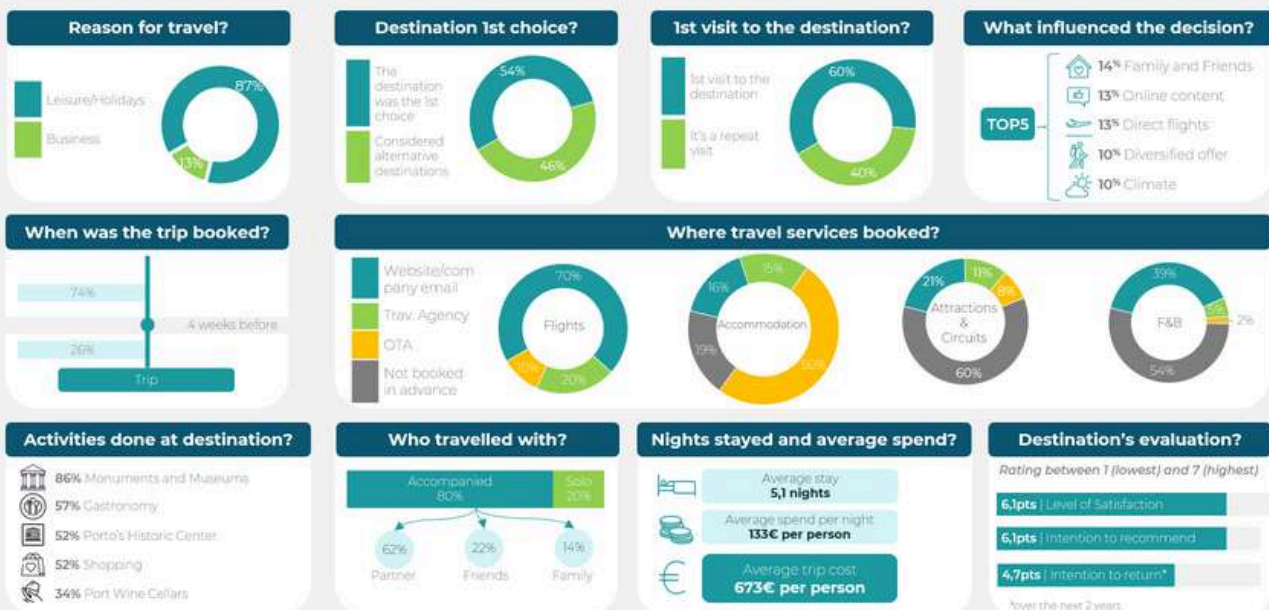 Reason for travel?
Leisure/Holidays
Business
87%
13%
Destination 1st choice?
The
destination
was the 1st
choice
Considered
alternative
destinations
54%
46%
1st visit to the destination?
1st visit to the
destination
It's a repeat
visit
60%
40%
What influenced the decision?
TOP5
14% Family and Friends
13% Online content
13% Direct flights
10% Diversified offer
10% Climate
When was the trip booked?
74%
4 weeks before
26%
Trip
Where travel services booked?
Website/com
pany email
Trav. Agency
OTA
Not booked
in advance
70%
Flights
10%
20%
15%
16%
Accommodation
19%
50%
11%
21%
8%
Attractions
&
Circuits
60%
39%
F&B
2%
54%
Activities done at destination?
86% Monuments and Museums
57% Gastronomy
52% Porto's Historic Center
52% Shopping
34% Port Wine Cellars
Who travelled with?
Accompanied
80%
Solo
20%
62%
Partner
22%
Friends
14%
Family
Nights stayed and average spend?
Average stay
5,1 nights
Average spend per night
133€ per person
€
Average trip cost
673€ per person
Destination's evaluation?
Rating between 1 (lowest) and 7 (highest)
6,1pts | Level of Satisfaction
6,1pts | Intention to recommend
4,7pts | Intention to return*
*over the next 2 years